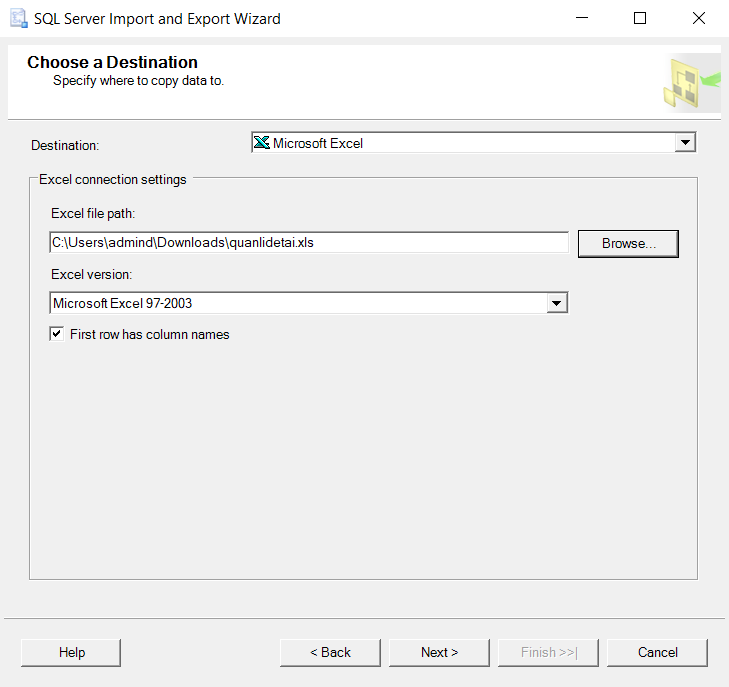 SQL Server Import and Export Wizard
Choose a Destination
Specify where to copy data to.
Destination:
Microsoft Excel
Excel connection settings
Excel file path:
C:\Users\admind\Downloads\quanlidetai.xls
Browse...
Excel version:
Microsoft Excel 97-2003
First row has column names
Help
< Back
Next >
Finish >>|
Cancel